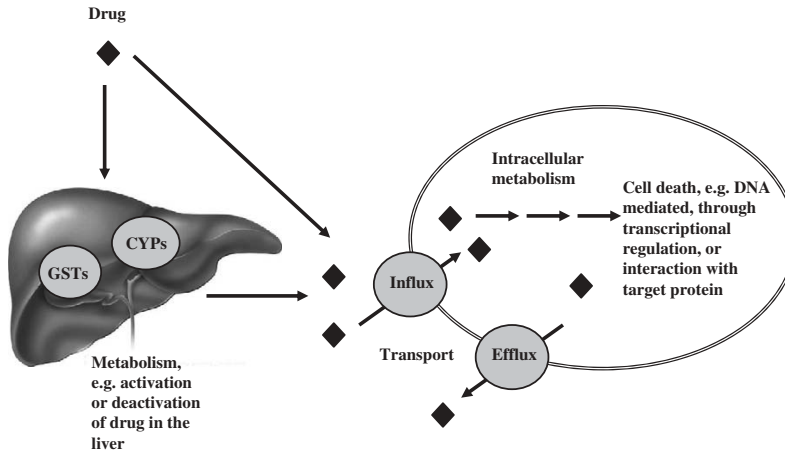 Drug
Intracellular
metabolism
Cell death, e.g. DNA
mediated, through
transcriptional
regulation, or
interaction with
target protein
CYPs
GSTs
Influx
Transport
Efflux
Metabolism,
e.g. activation
or deactivation
of drug in the
liver